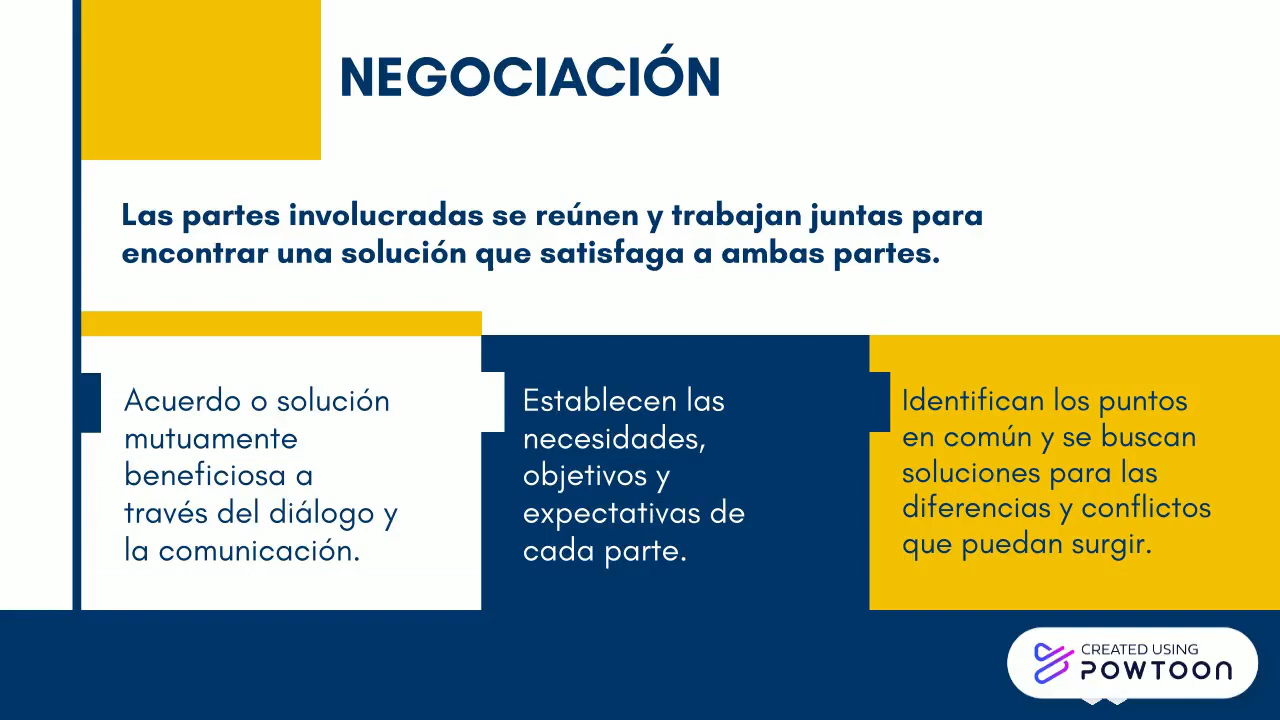 NEGOCIACIÓN
Las partes involucradas se reúnen y trabajan juntas para
encontrar una solución que satisfaga a ambas partes.
Acuerdo o solución
mutuamente
beneficiosa a
través del diálogo y
la comunicación.
Establecen las
necesidades,
objetivos y
expectativas de
cada parte.
Identifican los puntos
en común y se buscan
soluciones para las
diferencias y conflictos
que puedan surgir.
CREATED USING
POWTOON